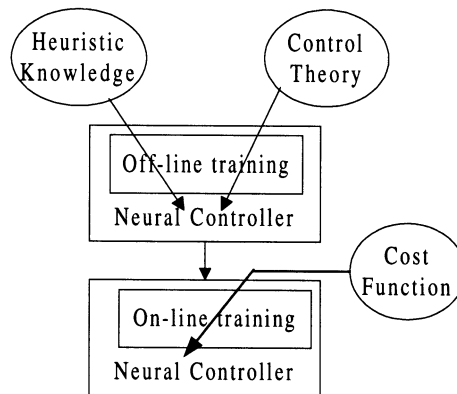 Heuristic
Knowledge
Control
Theory
Off-line training
Neural Controller
Cost
Function
On-line training
Neural Controller